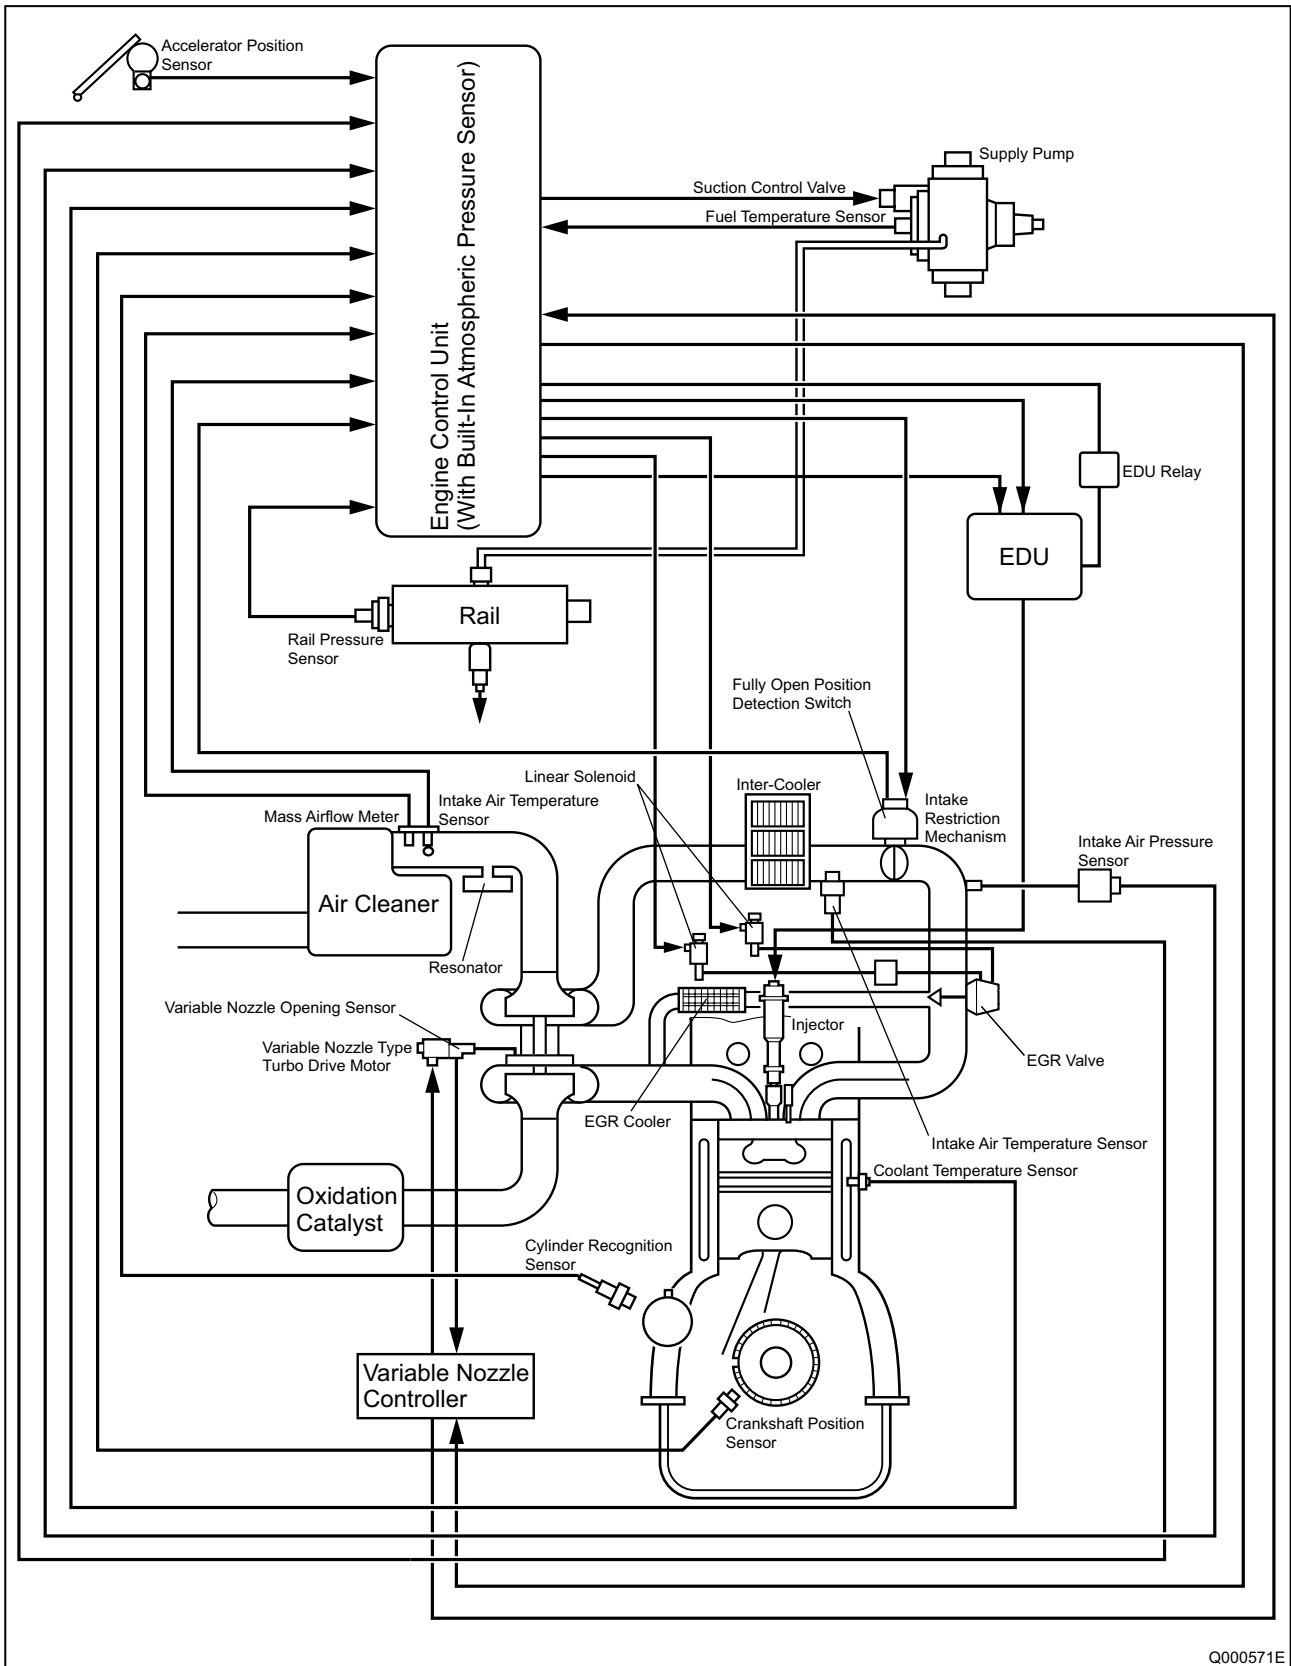 Accelerator Position
Sensor
Engine Control Unit
(With Built-In Atmospheric Pressure Sensor)
Supply Pump
Suction Control Valve
Fuel Temperature Sensor
EDU Relay
EDU
Rail
Rail Pressure
Sensor
Fully Open Position
Detection Switch
Linear Solenoid
Inter-Cooler
Intake
Restriction
Mechanism
Mass Airflow Meter
Intake Air Temperature
Sensor
Intake Air Pressure
Sensor
Air Cleaner
Resonator
Variable Nozzle Opening Sensor
Variable Nozzle Type
Turbo Drive Motor
Injector
EGR Valve
EGR Cooler
Intake Air Temperature Sensor
Coolant Temperature Sensor
Oxidation
Catalyst
Cylinder Recognition
Sensor
Variable Nozzle
Controller
Crankshaft Position
Sensor
Q000571E